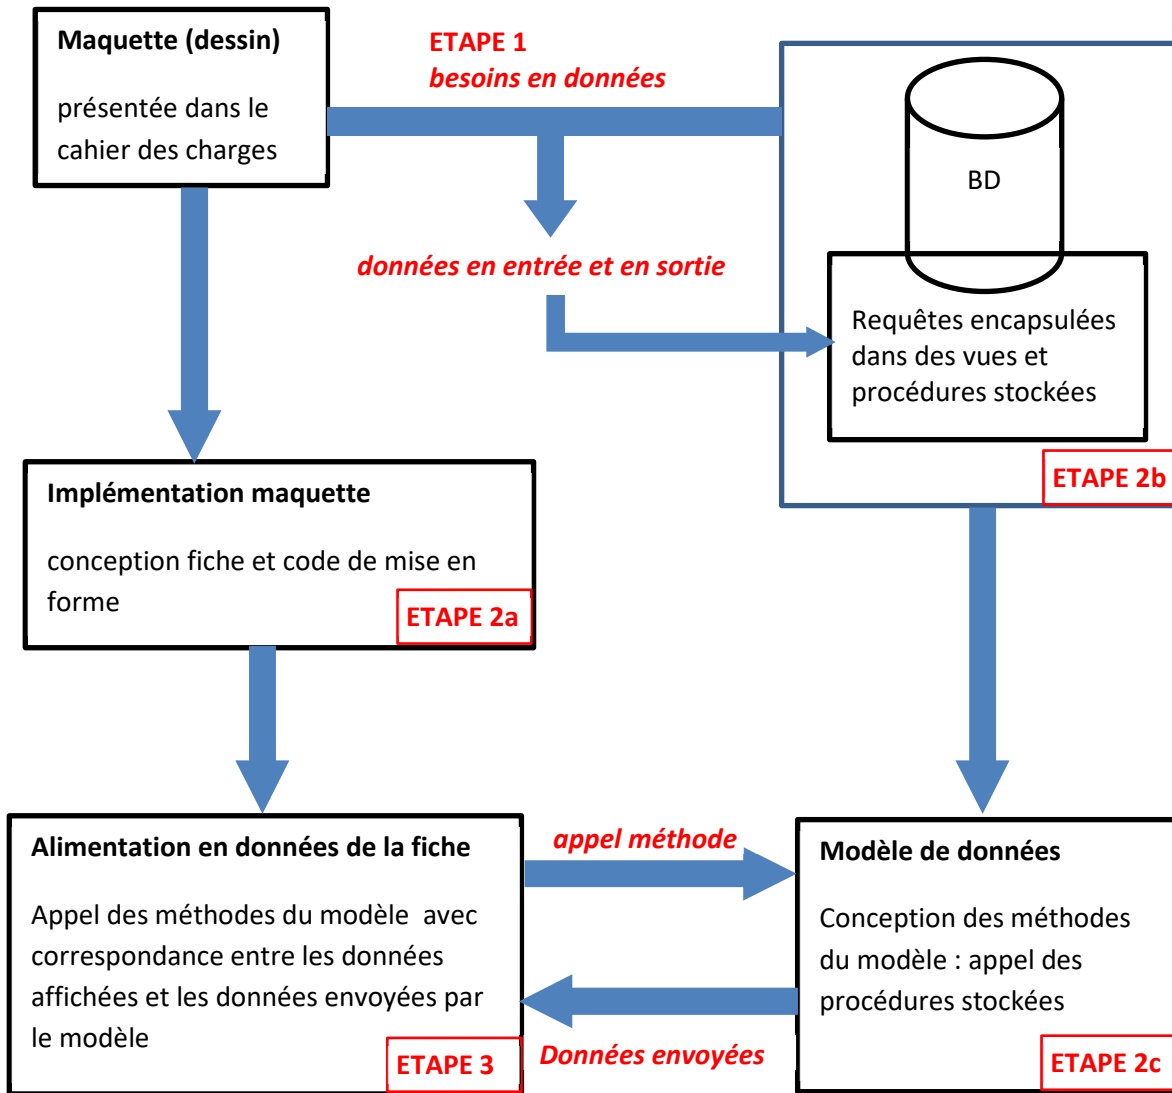 Maquette (dessin)
présentée dans le
cahier des charges
ETAPE 1
besoins en données
BD
données en entrée et en sortie
Requêtes encapsulées
dans des vues et
procédures stockées
ETAPE 2b
Implémentation maquette
conception fiche et code de mise en
forme
ETAPE 2a
Alimentation en données de la fiche
Appel des méthodes du modèle  avec
correspondance entre les données
affichées et les données envoyées par
le modèle
ETAPE 3
appel méthode
Données envoyées
Modèle de données
Conception des méthodes
du modèle : appel des
procédures stockées
ETAPE 2c